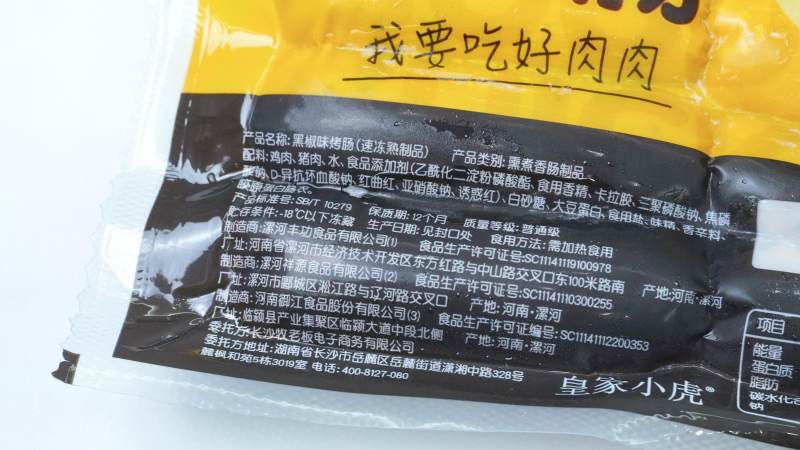 我要吃好肉肉
产品名称:黑椒味烤肠(速冻熟制品) 产品类别:熏煮香肠制品
配料:鸡肉、猪肉、水、食品添加剂(乙酰化二淀粉磷酸酯、食用香精、卡拉胶、三聚磷酸钠、焦磷
酸钠、D-异抗坏血酸钠、红曲红、亚硝酸钠、诱惑红)、白砂糖、大豆蛋白、食用盐、味精、香辛料、
胶原蛋白肠衣。
产品标准号:SB/T 10279 保质期:12个月 质量等级:普通级
贮存条件:-18℃以下冻藏 生产日期:见封口处 食用方法:需加热食用
制造商:漯河丰功食品有限公司(1) 食品生产许可证号:SC11141119100978
厂址:河南省漯河市经济技术开发区东方红路与中山路交叉口东100米路南 产地:河南·漯河
制造商:漯河祥源食品有限公司(2) 食品生产许可证号:SC11141110300255
厂址:漯河市郾城区淞江路与辽河路交叉口 产地:河南·漯河
制造商:河南御江食品股份有限公司(3) 食品生产许可证编号:SC11141112200353
厂址:临颍县产业集聚区临颍大道中段北侧 产地:河南·漯河
委托方:长沙牧老板电子商务有限公司
委托方地址:湖南省长沙市岳麓区岳麓街道潇湘中路328号
麓枫和苑5栋3019室 电话:400-8127-080
皇家小虎®
项目
能量
蛋白质
脂肪
碳水化合
钠